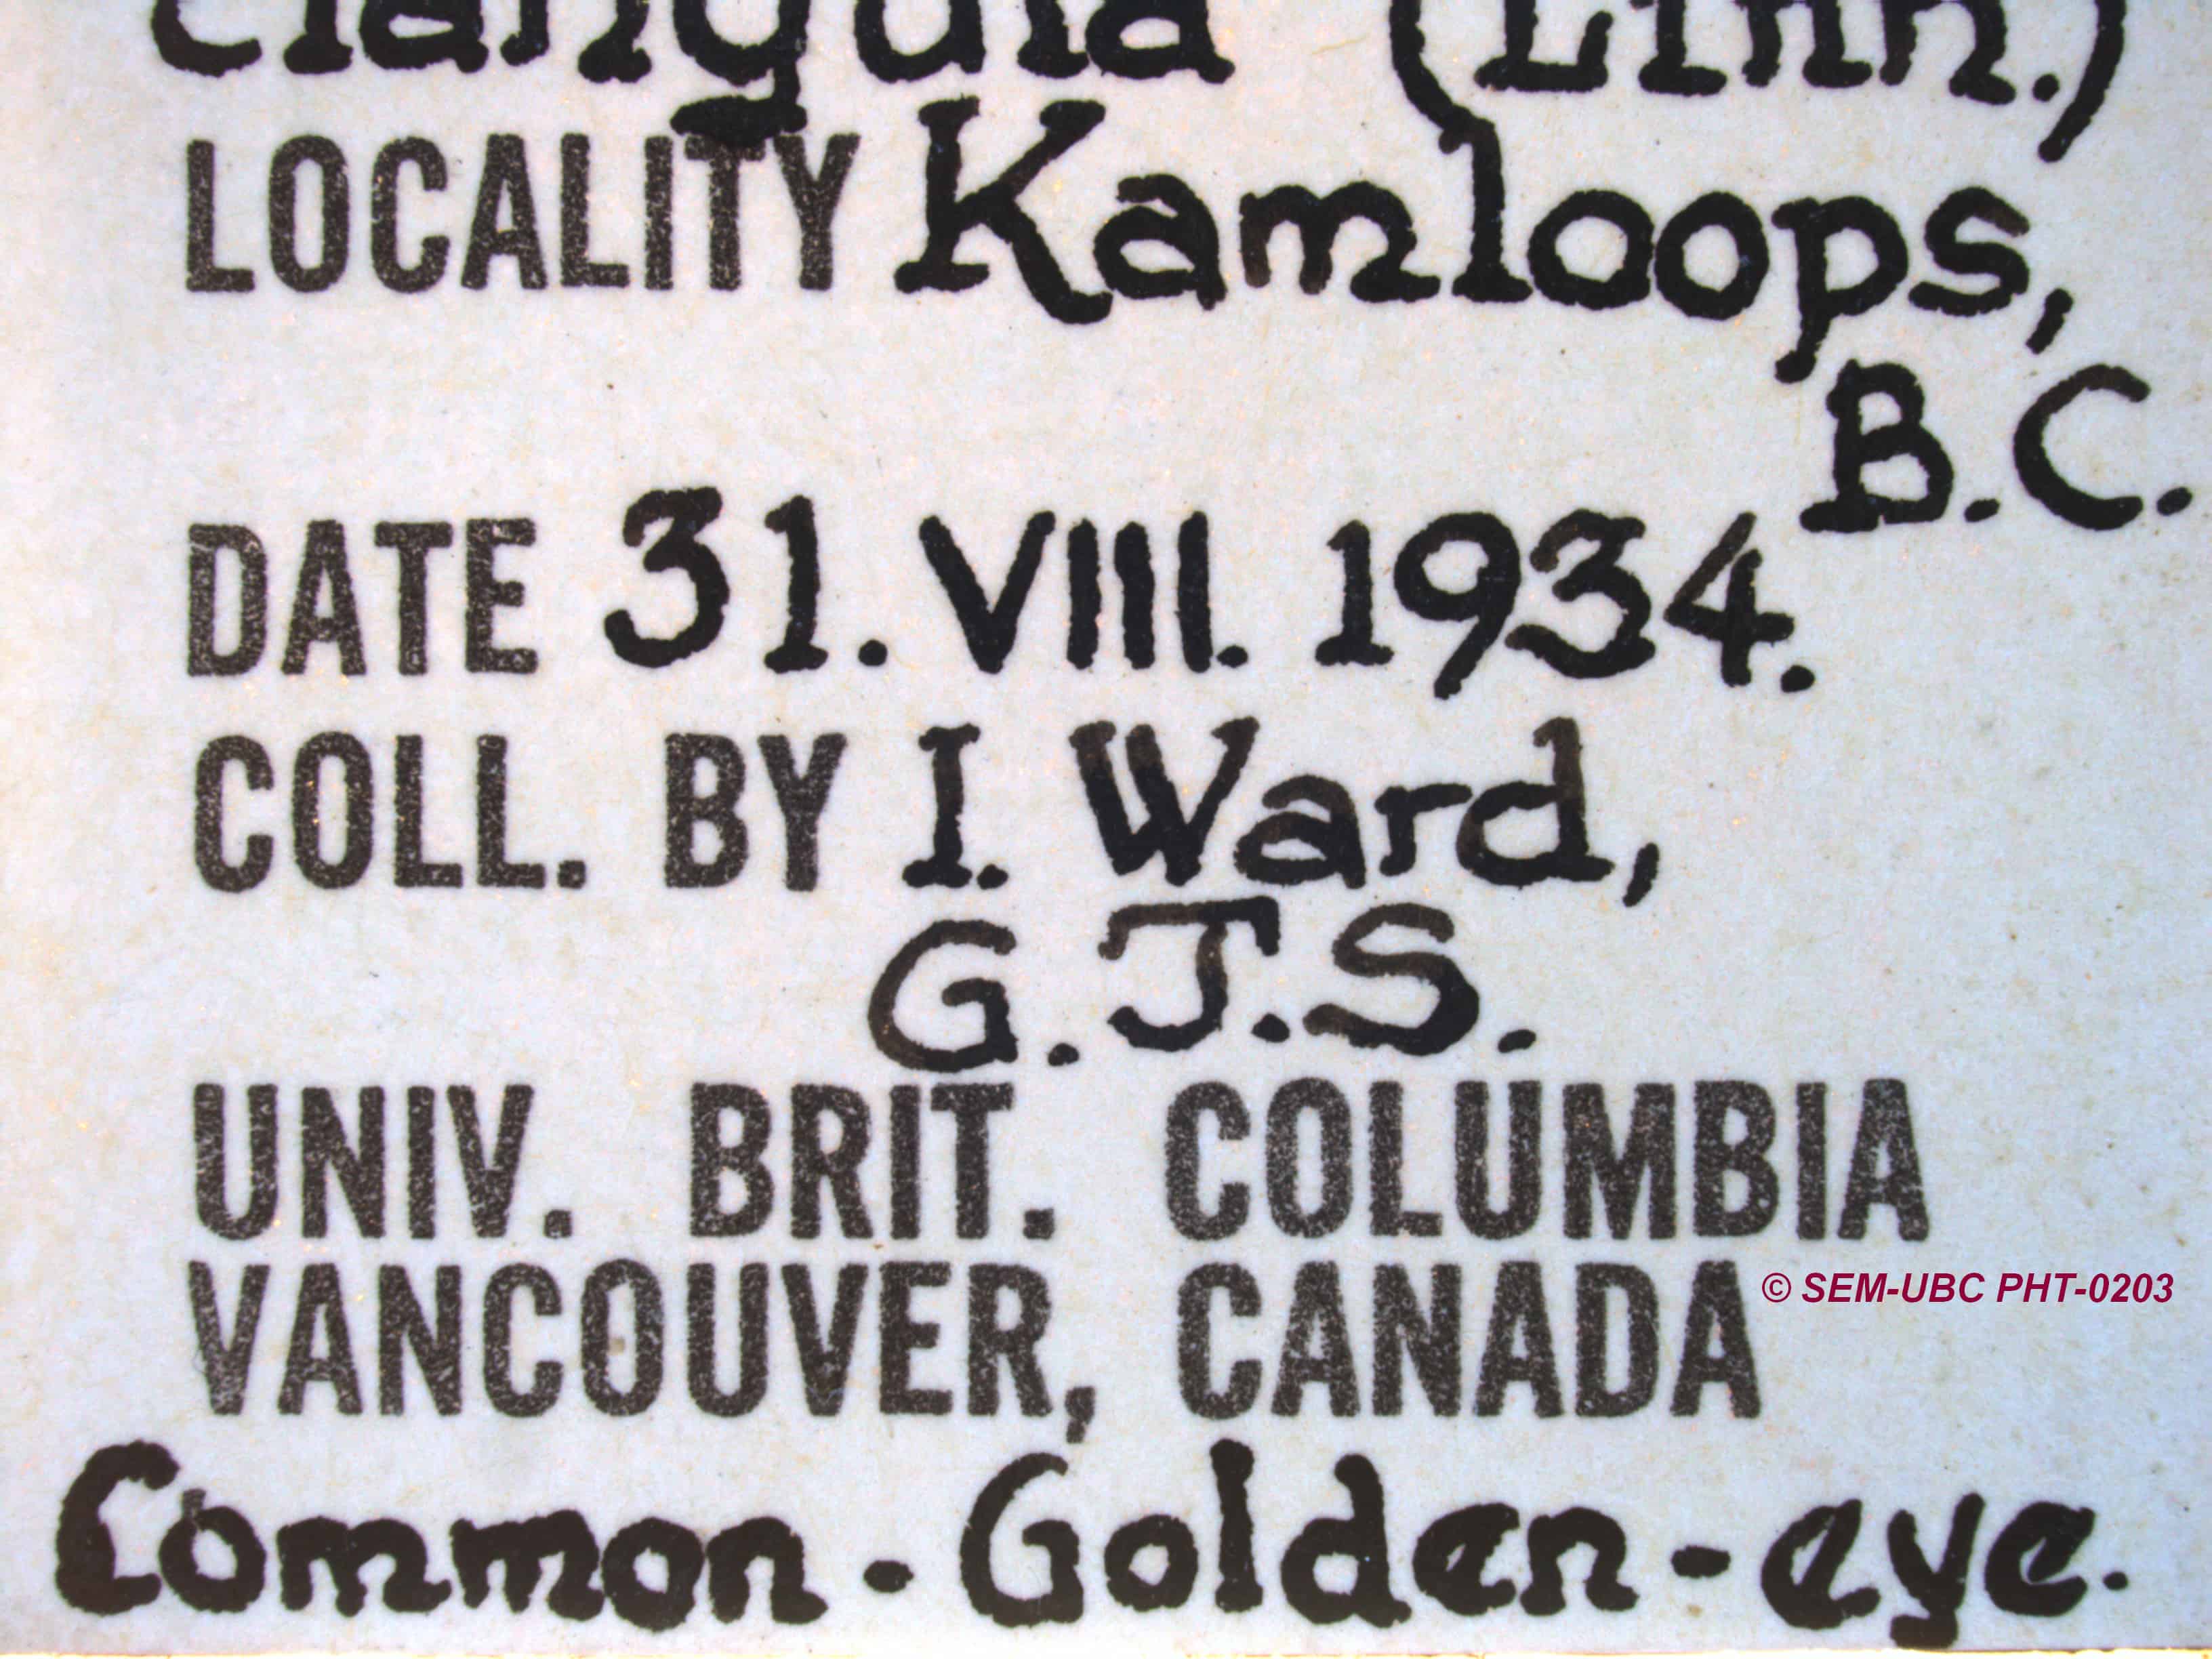 clangula (Linn.)
LOCALITY Kamloops,
B.C.
DATE 31. VIII. 1934.
COLL. BY I. Ward,
G. J.S.
UNIV. BRIT. COLUMBIA
VANCOUVER, CANADA
© SEM-UBC PHT-0203
Common - Golden - eye.